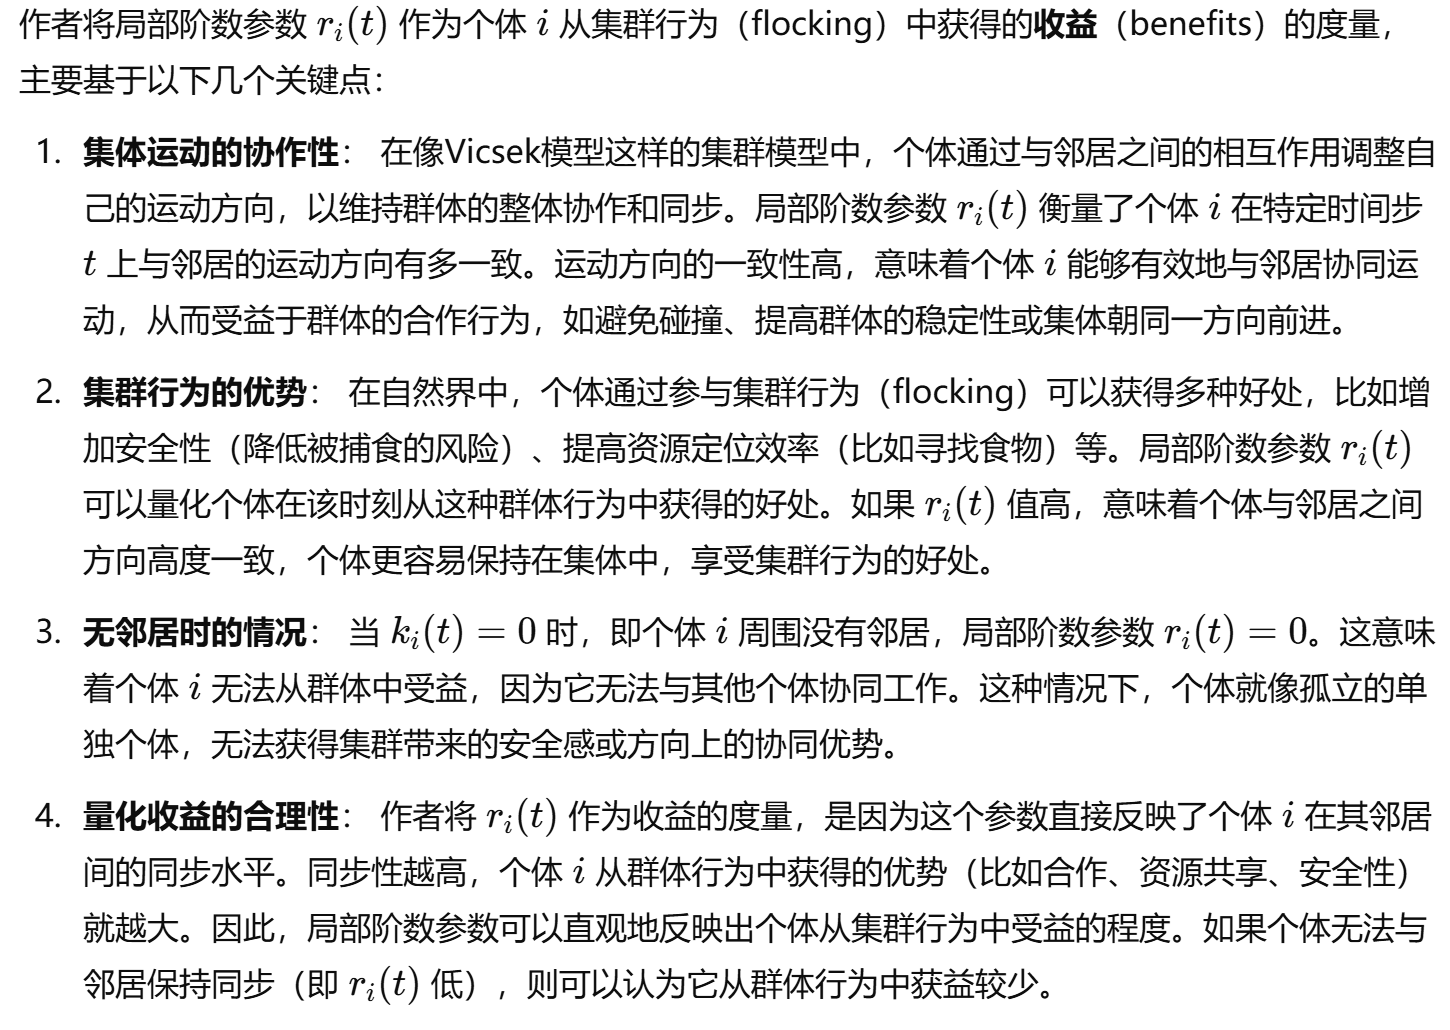 作者将局部阶数参数 r_i(t) 作为个体 i 从集群行为（flocking）中获得的收益（benefits）的度量，
主要基于以下几个关键点：
1. 集体运动的协作性： 在像Vicsek模型这样的集群模型中，个体通过与邻居之间的相互作用调整自
己的运动方向，以维持群体的整体协作和同步。局部阶数参数 r_i(t) 衡量了个体 i 在特定时间步
t 上与邻居的运动方向有多一致。运动方向的一致性高，意味着个体 i 能够有效地与邻居协同运
动，从而受益于群体的合作行为，如避免碰撞、提高群体的稳定性或集体朝同一方向前进。
2. 集群行为的优势： 在自然界中，个体通过参与集群行为（flocking）可以获得多种好处，比如增
加安全性（降低被捕食的风险）、提高资源定位效率（比如寻找食物）等。局部阶数参数 r_i(t)
可以量化个体在该时刻从这种群体行为中获得的好处。如果 r_i(t) 值高，意味着个体与邻居之间
方向高度一致，个体更容易保持在集体中，享受集群行为的好处。
3. 无邻居时的情况： 当 k_i(t) = 0 时，即个体 i 周围没有邻居，局部阶数参数 r_i(t) = 0。这意味
着个体 i 无法从群体中受益，因为它无法与其他个体协同工作。这种情况下，个体就像孤立的单
独个体，无法获得集群带来的安全感或方向上的协同优势。
4. 量化收益的合理性： 作者将 r_i(t) 作为收益的度量，是因为这个参数直接反映了个体 i 在其邻居
间的同步水平。同步性越高，个体 i 从群体行为中获得的优势（比如合作、资源共享、安全性）
就越大。因此，局部阶数参数可以直观地反映出个体从集群行为中受益的程度。如果个体无法与
邻居保持同步（即 r_i(t) 低），则可以认为它从群体行为中获益较少。